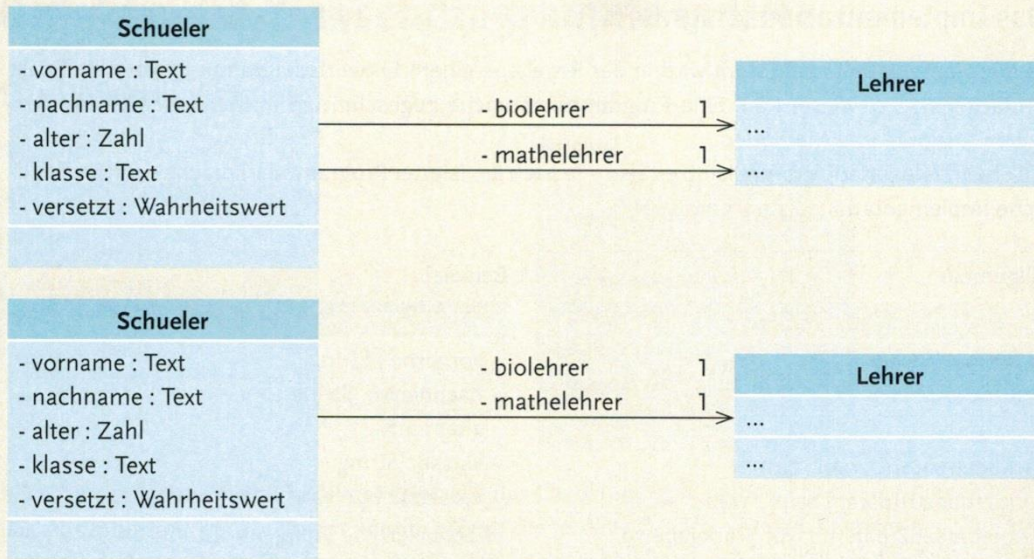 Schueler
- vorname : Text
- nachname : Text
- alter : Zahl
- klasse : Text
- versetzt : Wahrheitswert
- biolehrer 1
- mathelehrer 1
Lehrer
...
...
Schueler
- vorname : Text
- nachname : Text
- alter : Zahl
- klasse : Text
- versetzt : Wahrheitswert
- biolehrer 1
- mathelehrer 1
Lehrer
...
...